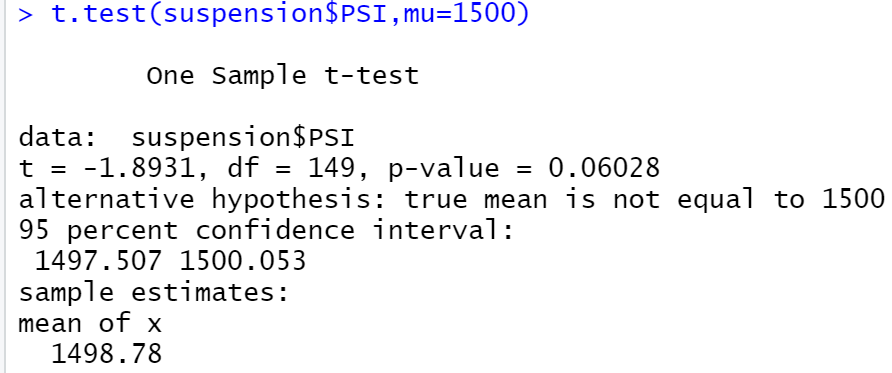 > t.test(suspension$PSI,mu=1500)
One Sample t-test
data:  suspension$PSI
t = -1.8931, df = 149, p-value = 0.06028
alternative hypothesis: true mean is not equal to 1500
95 percent confidence interval:
1497.507 1500.053
sample estimates:
mean of x
1498.78